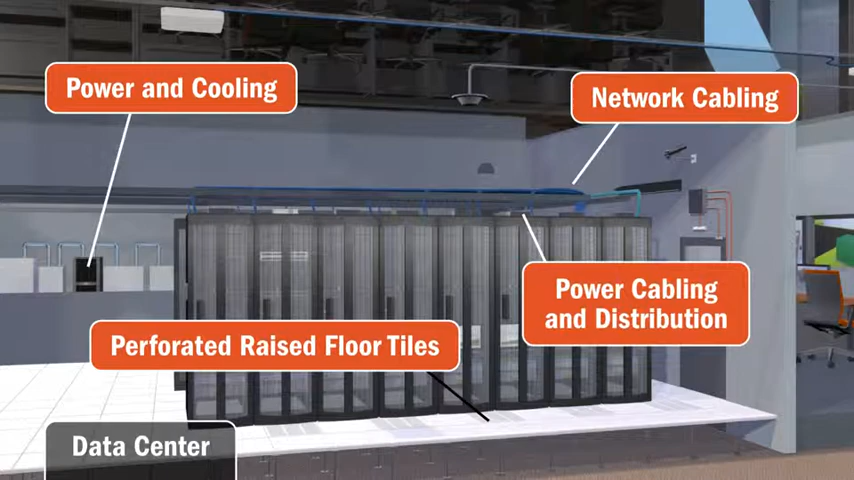 Power and Cooling
Network Cabling
Power Cabling
and Distribution
Perforated Raised Floor Tiles
Data Center